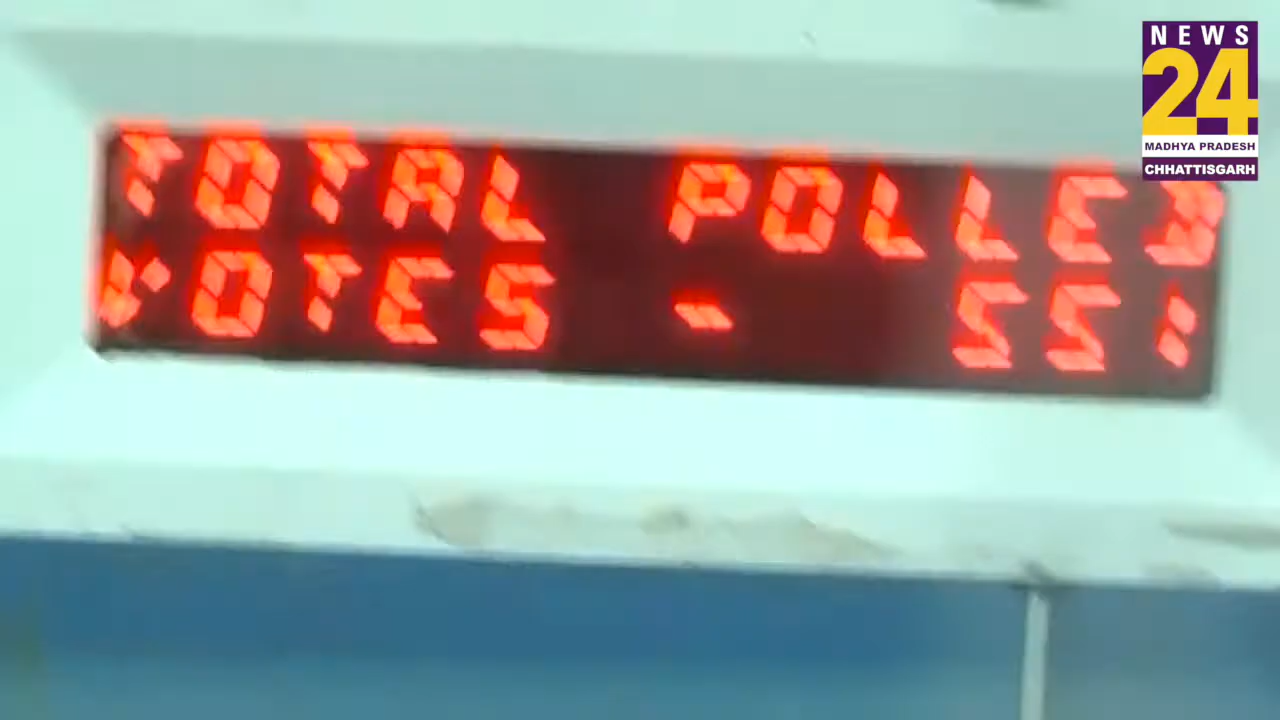 NEWS
24
MADHYA PRADESH
CHHATTISGARH
TOTAL POLLED
VOTES - 551